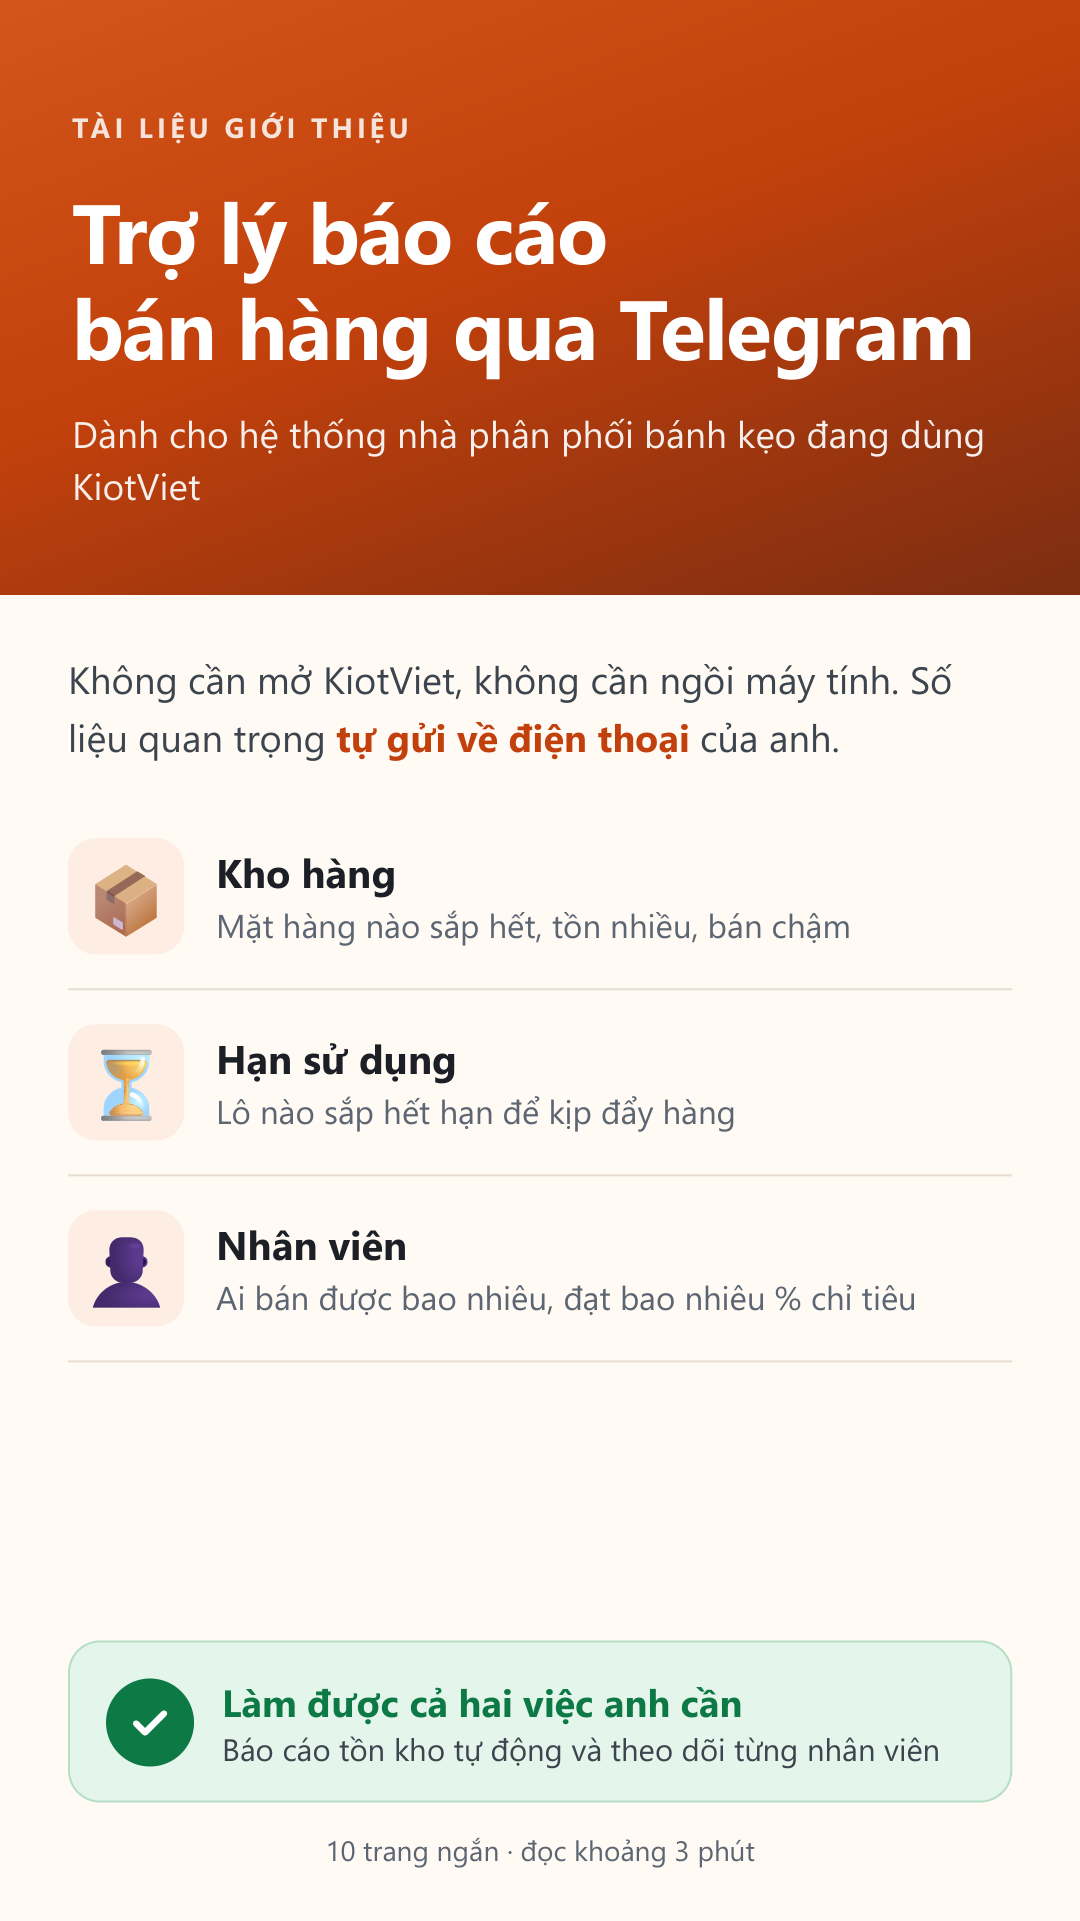 TÀI LIỆU GIỚI THIỆU
Trợ lý báo cáo
bán hàng qua Telegram
Dành cho hệ thống nhà phân phối bánh kẹo đang dùng
KiotViet
Không cần mở KiotViet, không cần ngồi máy tính. Số
liệu quan trọng tự gửi về điện thoại của anh.
Kho hàng
Mặt hàng nào sắp hết, tồn nhiều, bán chậm
Hạn sử dụng
Lô nào sắp hết hạn để kịp đẩy hàng
Nhân viên
Ai bán được bao nhiêu, đạt bao nhiêu % chỉ tiêu
Làm được cả hai việc anh cần
Báo cáo tồn kho tự động và theo dõi từng nhân viên
10 trang ngắn · đọc khoảng 3 phút